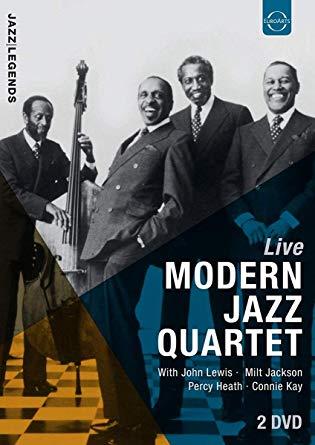 EUROARTS
JAZZ|LEGENDS
Live
MODERN
JAZZ
QUARTET
With John Lewis · Milt Jackson
Percy Heath · Connie Kay
2 DVD